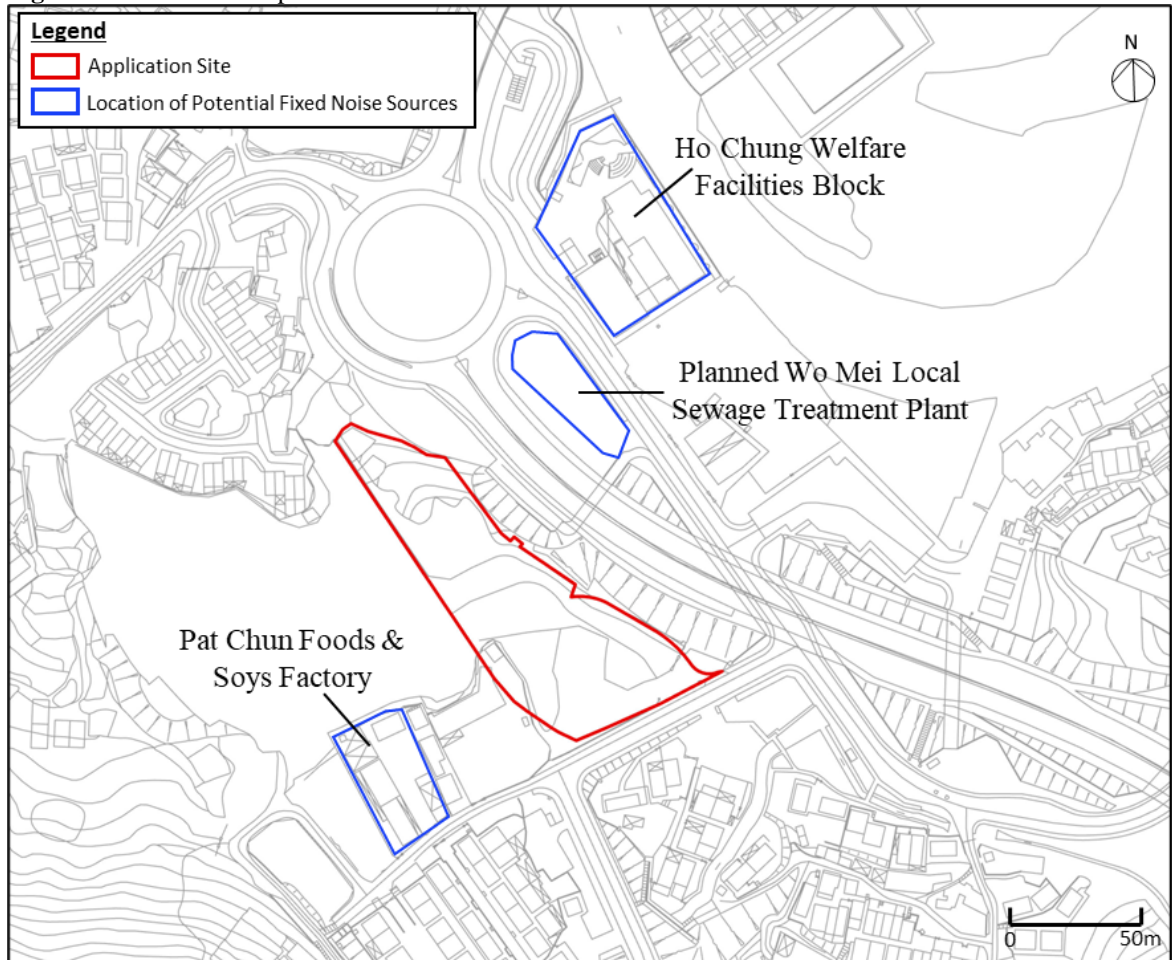 Legend
Application Site
Location of Potential Fixed Noise Sources
N
Ho Chung Welfare
Facilities Block
Planned Wo Mei Local
Sewage Treatment Plant
Pat Chun Foods &
Soys Factory
0
50m